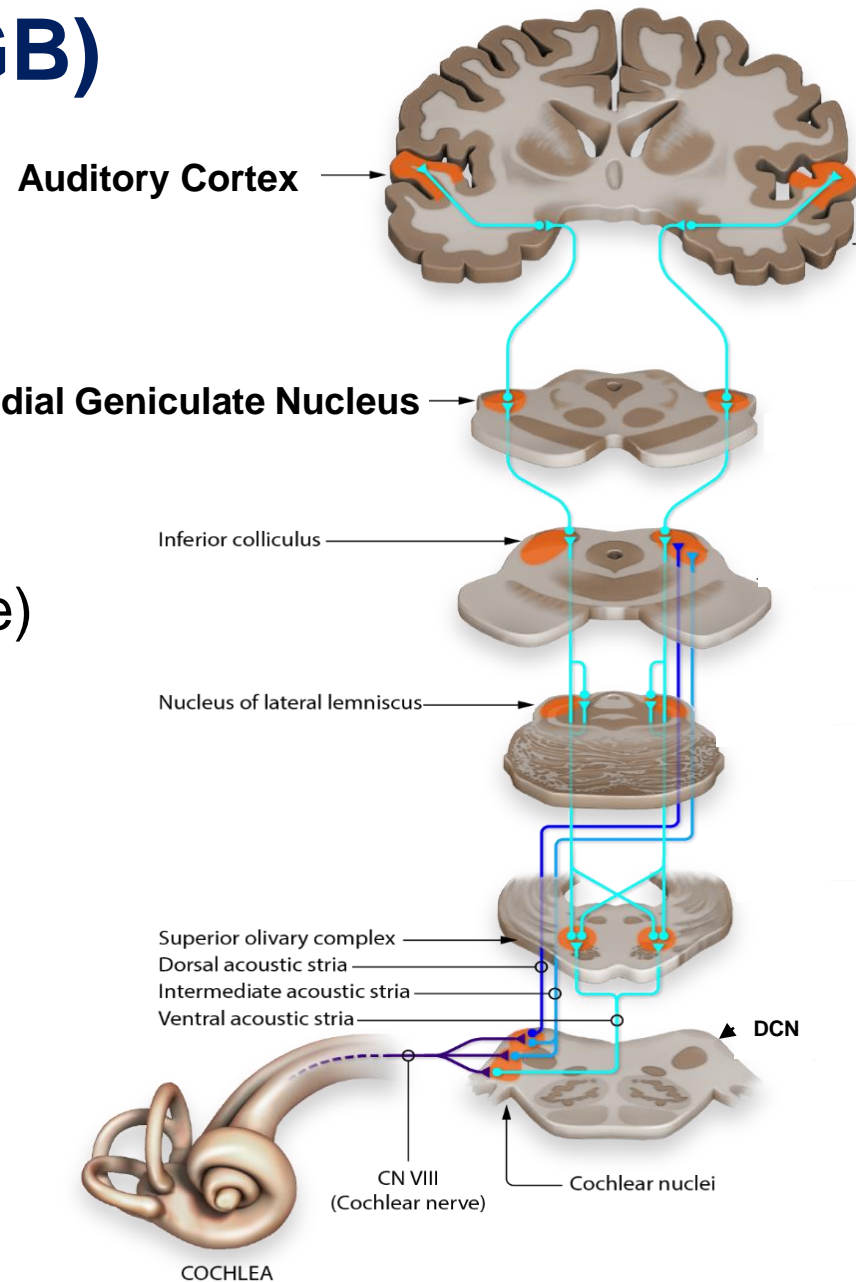 GB)
Auditory Cortex
dial Geniculate Nucleus
Inferior colliculus
e)
Nucleus of lateral lemniscus
Superior olivary complex
Dorsal acoustic stria
Intermediate acoustic stria
Ventral acoustic stria
DCN
CN VIII
(Cochlear nerve)
Cochlear nuclei
COCHLEA